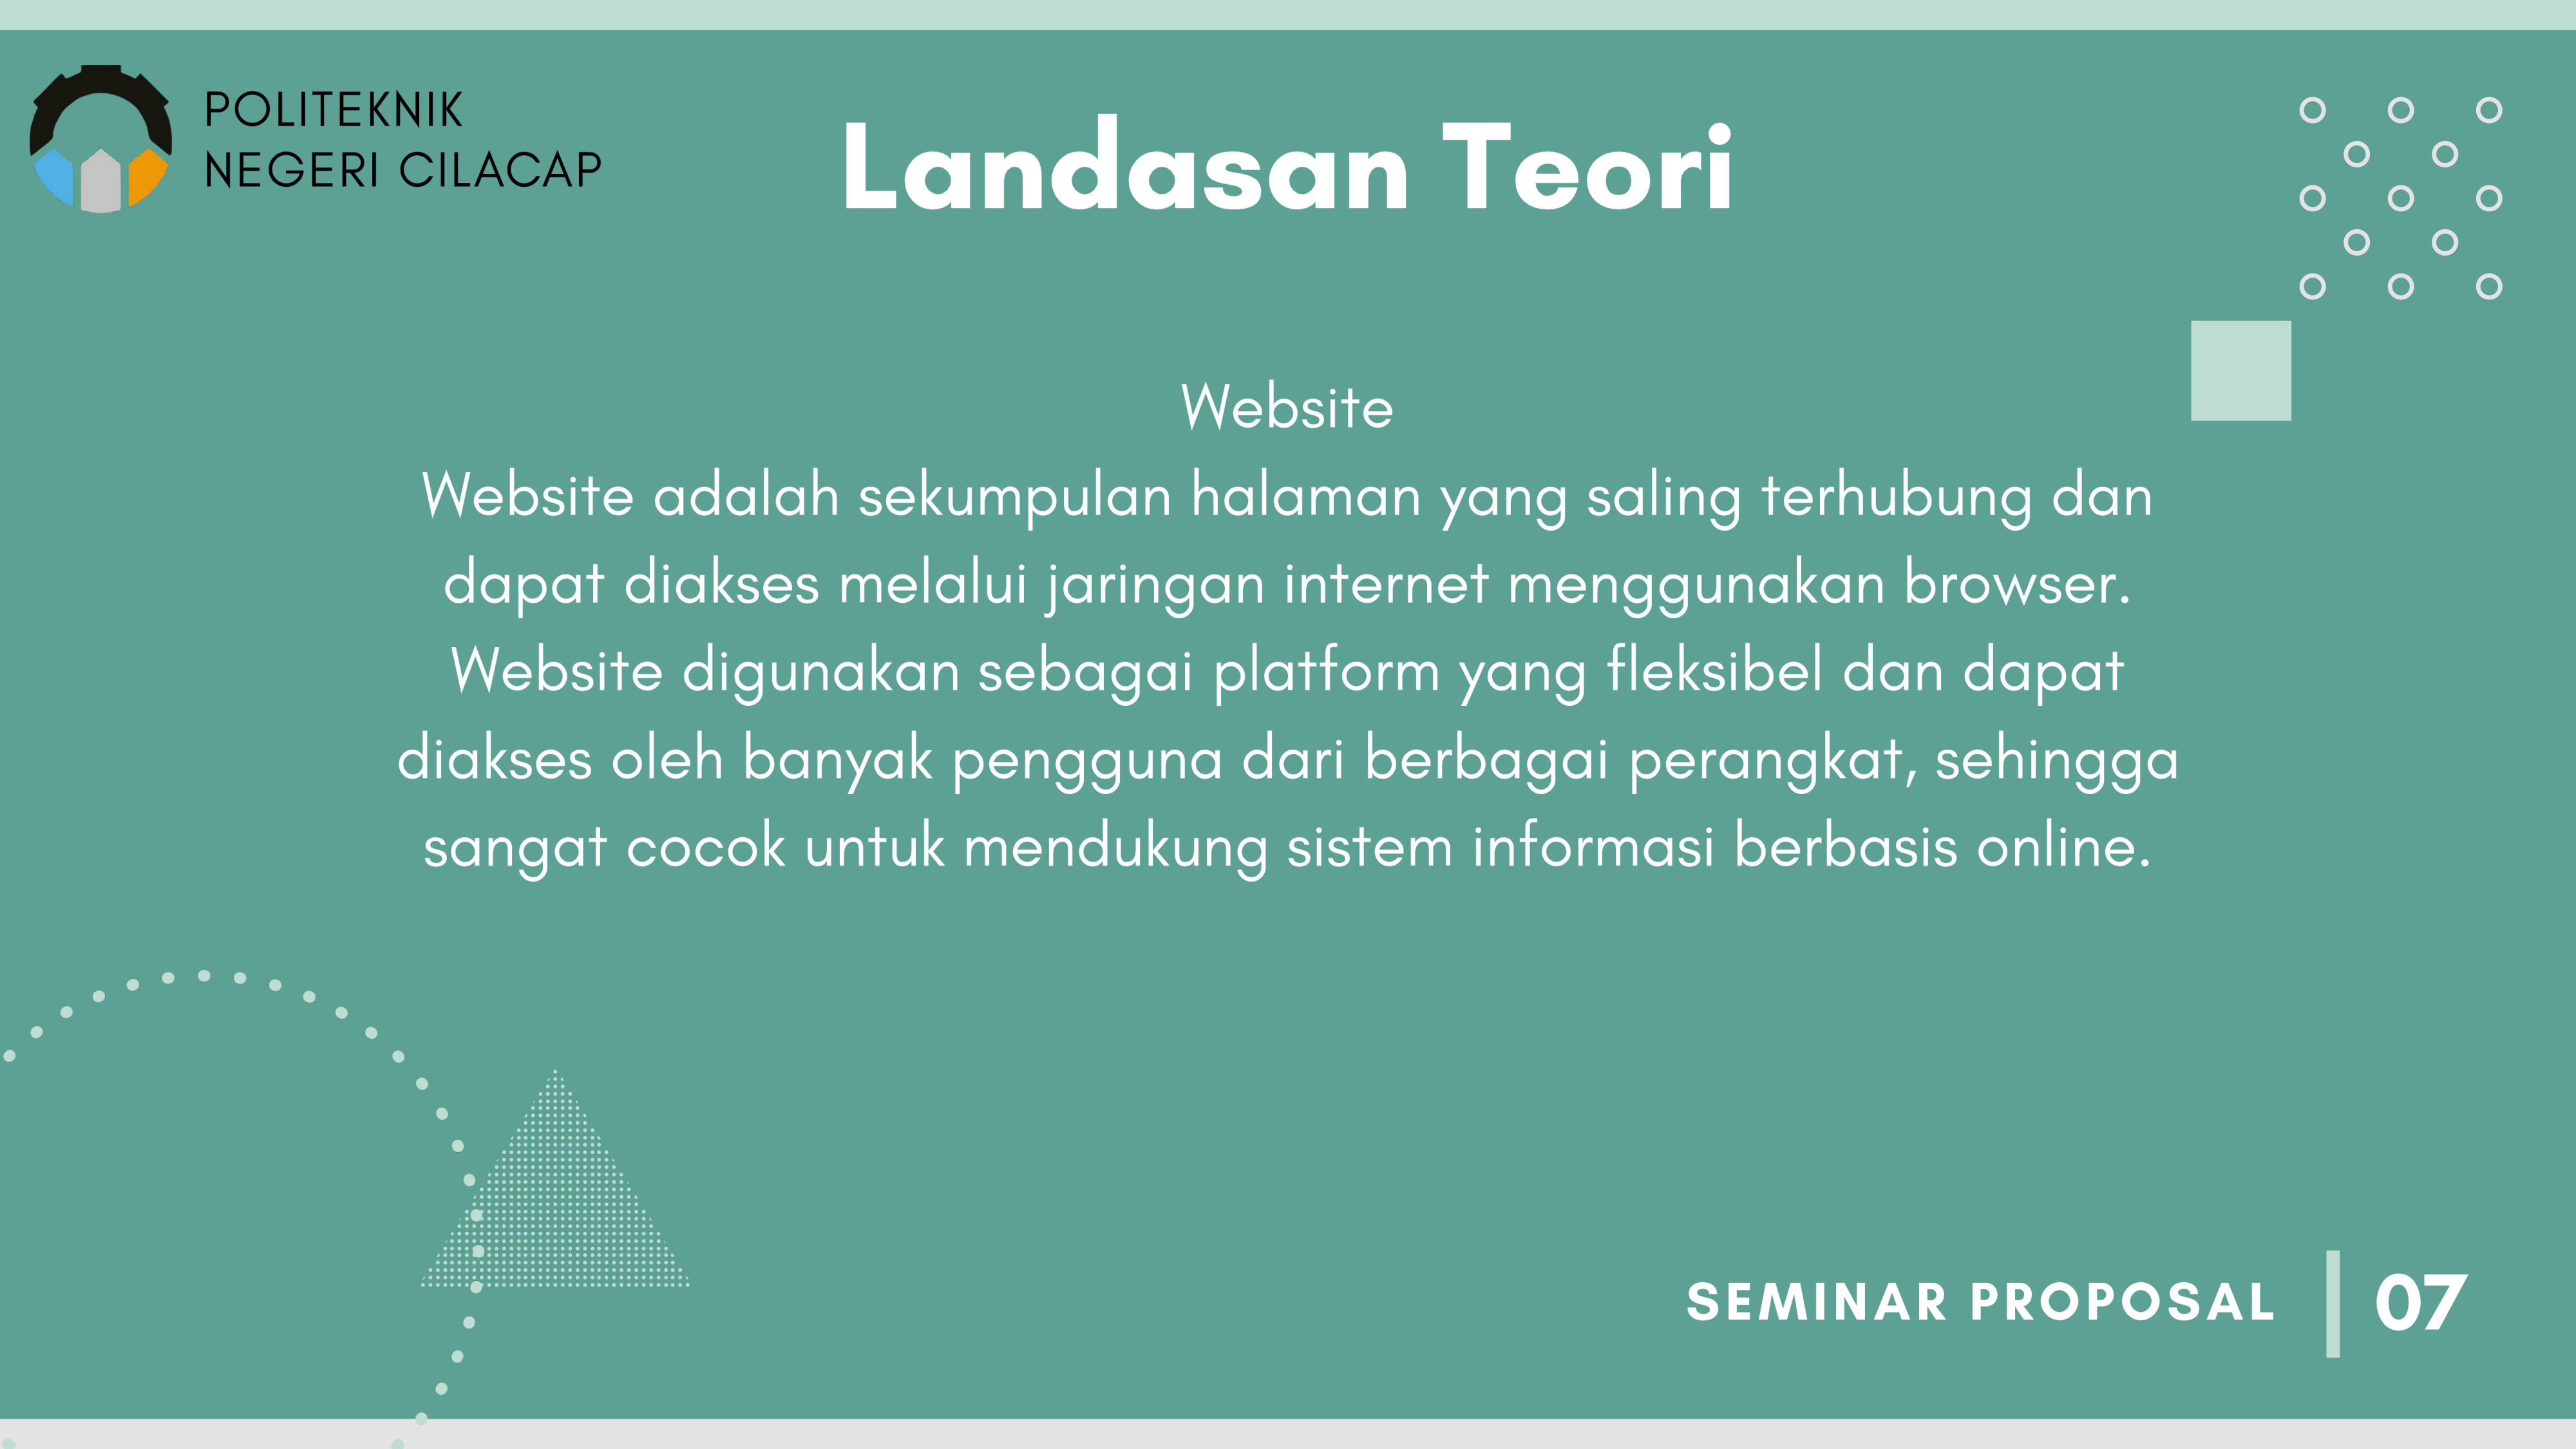 POLITEKNIK
NEGERI CILACAP
Landasan Teori
Website
Website adalah sekumpulan halaman yang saling terhubung dan
dapat diakses melalui jaringan internet menggunakan browser.
Website digunakan sebagai platform yang fleksibel dan dapat
diakses oleh banyak pengguna dari berbagai perangkat, sehingga
sangat cocok untuk mendukung sistem informasi berbasis online.
SEMINAR PROPOSAL
07